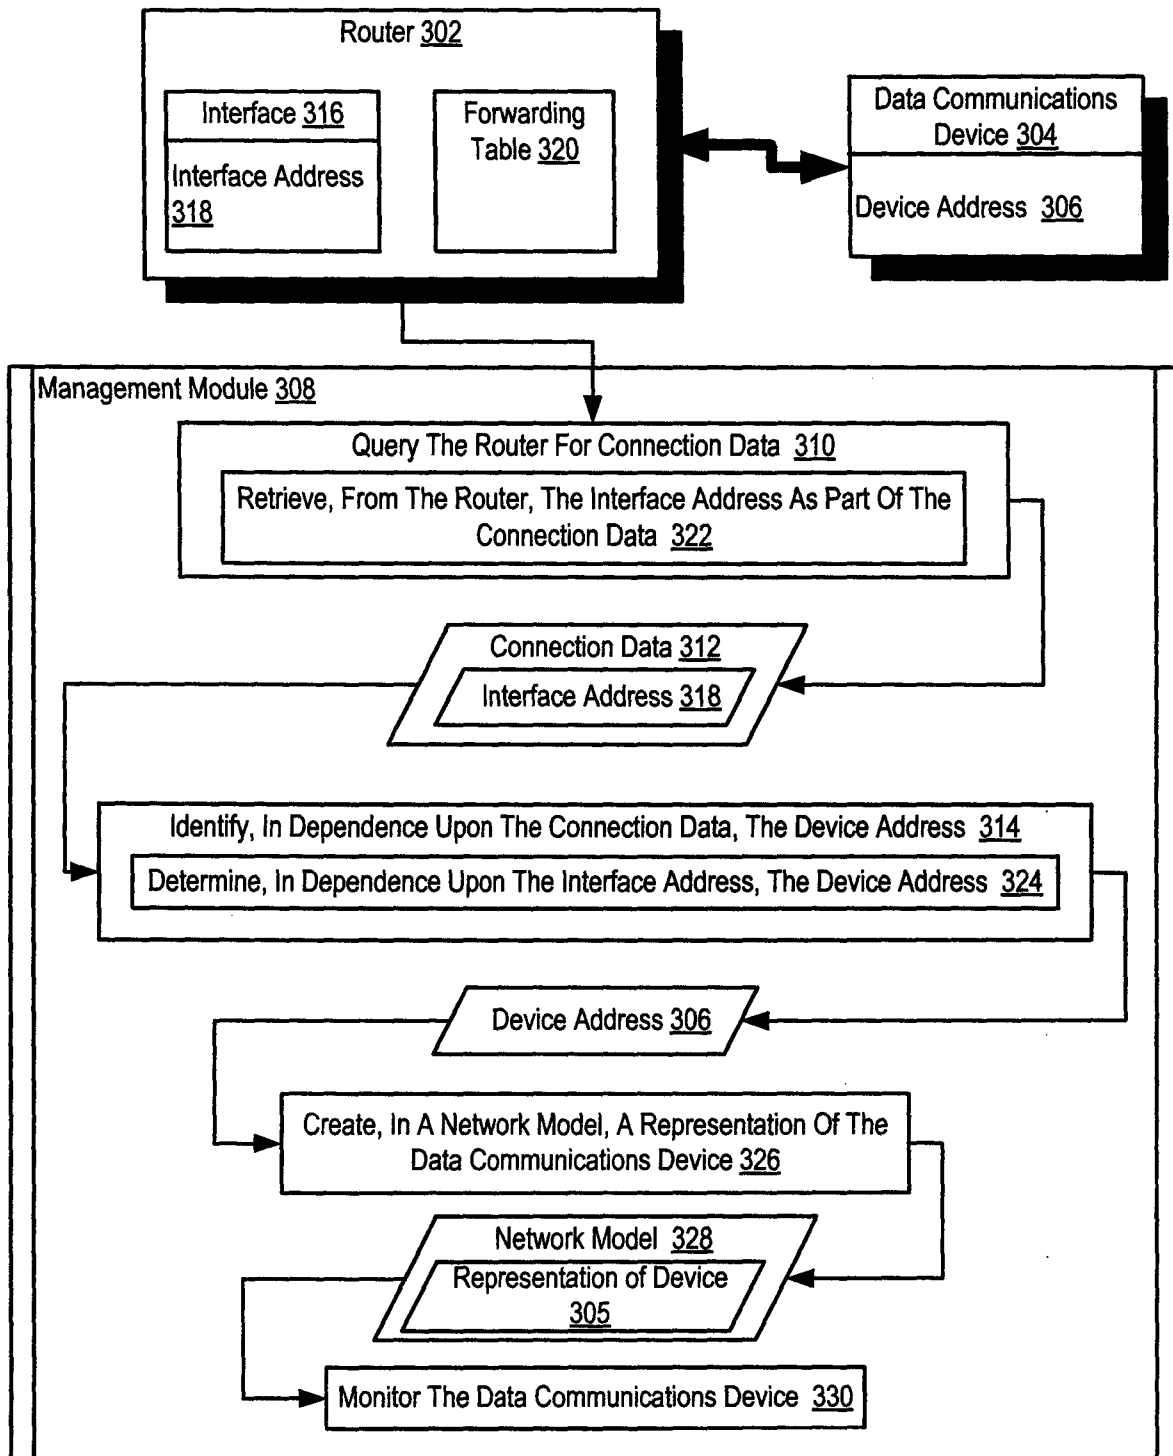 Router 302
Interface 316
Interface Address
318
Forwarding
Table 320
Data Communications
Device 304
Device Address 306
Management Module 308
Query The Router For Connection Data 310
Retrieve, From The Router, The Interface Address As Part Of The
Connection Data 322
Connection Data 312
Interface Address 318
Identify, In Dependence Upon The Connection Data, The Device Address 314
Determine, In Dependence Upon The Interface Address, The Device Address 324
Device Address 306
Create, In A Network Model, A Representation Of The
Data Communications Device 326
Network Model 328
Representation of Device
305
Monitor The Data Communications Device 330